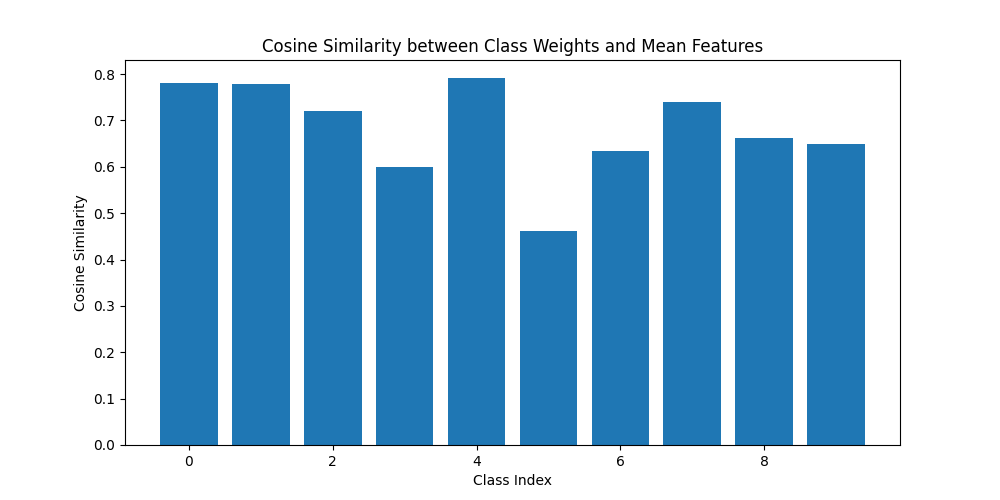 Cosine Similarity between Class Weights and Mean Features
0.8
0.7
0.6
0.5
0.4
0.3
0.2
0.1
0.0
Cosine Similarity
0 2 4 6 8
Class Index